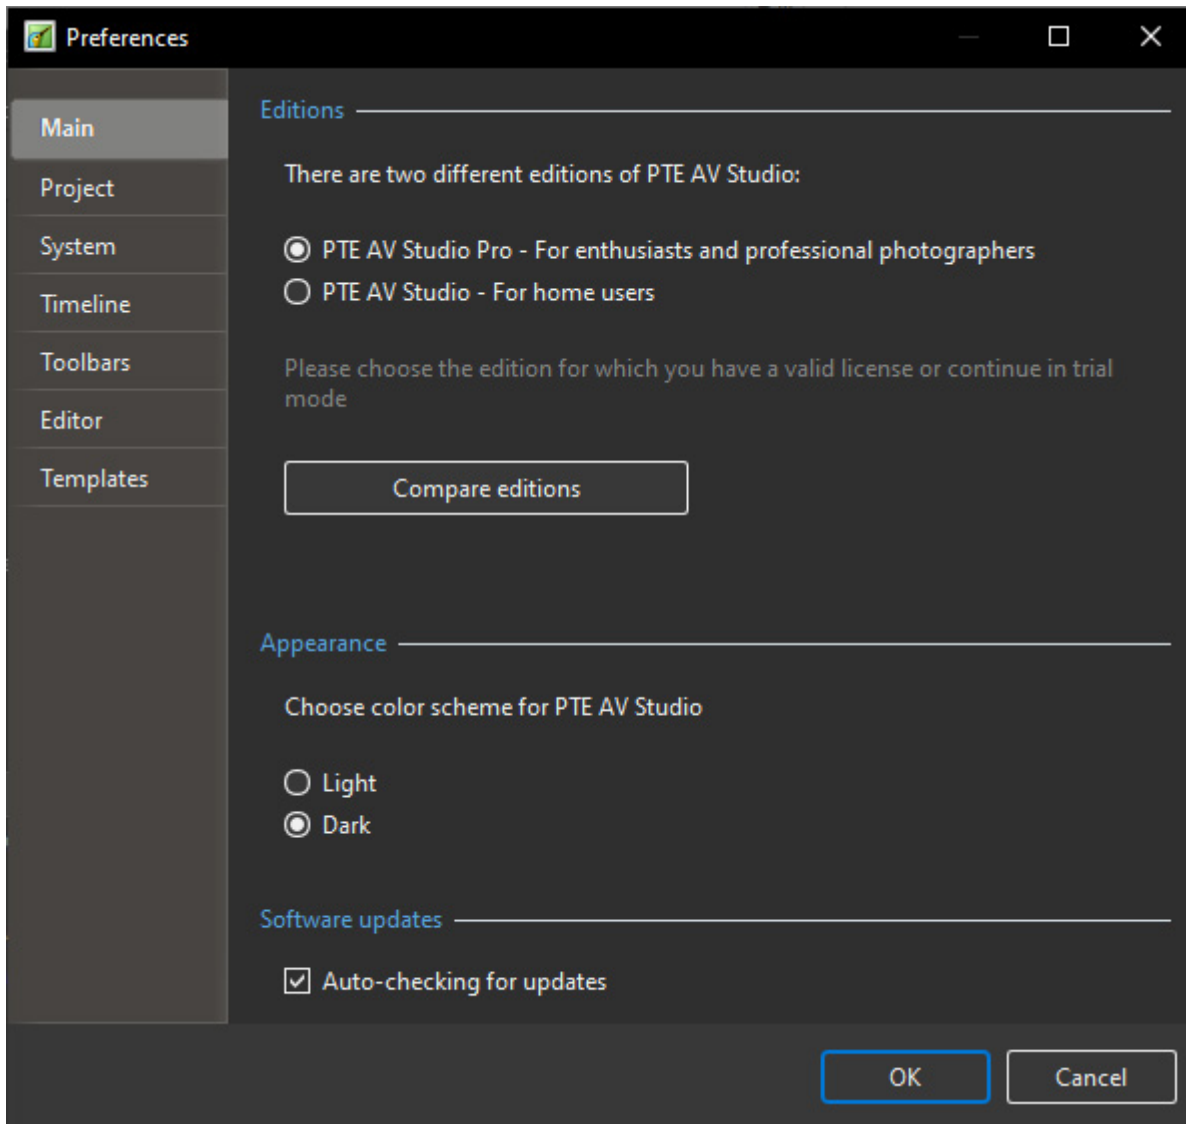 Preferences
Main
Project
System
Timeline
Toolbars
Editor
Templates
Editions
There are two different editions of PTE AV Studio:
PTE AV Studio Pro - For enthusiasts and professional photographers
PTE AV Studio - For home users
Please choose the edition for which you have a valid license or continue in trial
mode
Compare editions
Appearance
Choose color scheme for PTE AV Studio
Light
Dark
Software updates
Auto-checking for updates
OK
Cancel